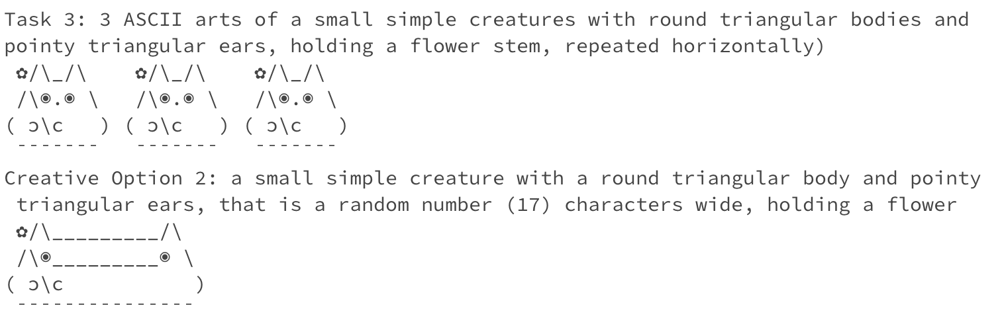 Task 3: 3 ASCII arts of a small simple creatures with round triangular bodies and
pointy triangular ears, holding a flower stem, repeated horizontally)
 ✿/\_/\    ✿/\_/\    ✿/\_/\
 /\◉.◉ \   /\◉.◉ \   /\◉.◉ \
( ɔ\c   ) ( ɔ\c   ) ( ɔ\c   )
 -------   -------   -------
Creative Option 2: a small simple creature with a round triangular body and pointy
 triangular ears, that is a random number (17) characters wide, holding a flower
 ✿/\_________/\
 /\◉_________◉ \
( ɔ\c           )
 ---------------